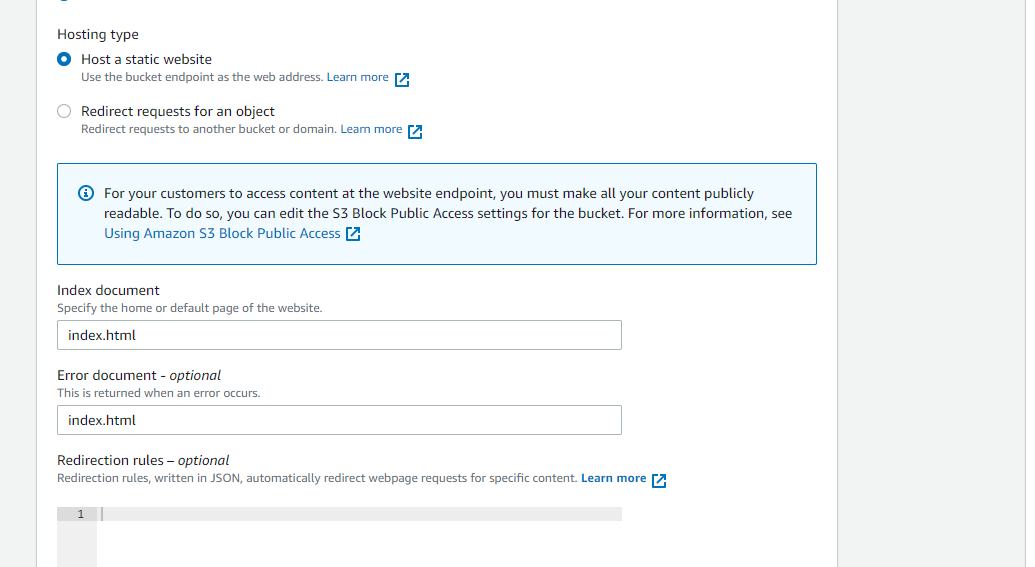 Hosting type
Host a static website
Use the bucket endpoint as the web address. Learn more
Redirect requests for an object
Redirect requests to another bucket or domain. Learn more
For your customers to access content at the website endpoint, you must make all your content publicly
readable. To do so, you can edit the S3 Block Public Access settings for the bucket. For more information, see
Using Amazon S3 Block Public Access
Index document
Specify the home or default page of the website.
index.html
Error document - optional
This is returned when an error occurs.
index.html
Redirection rules – optional
Redirection rules, written in JSON, automatically redirect webpage requests for specific content. Learn more
1